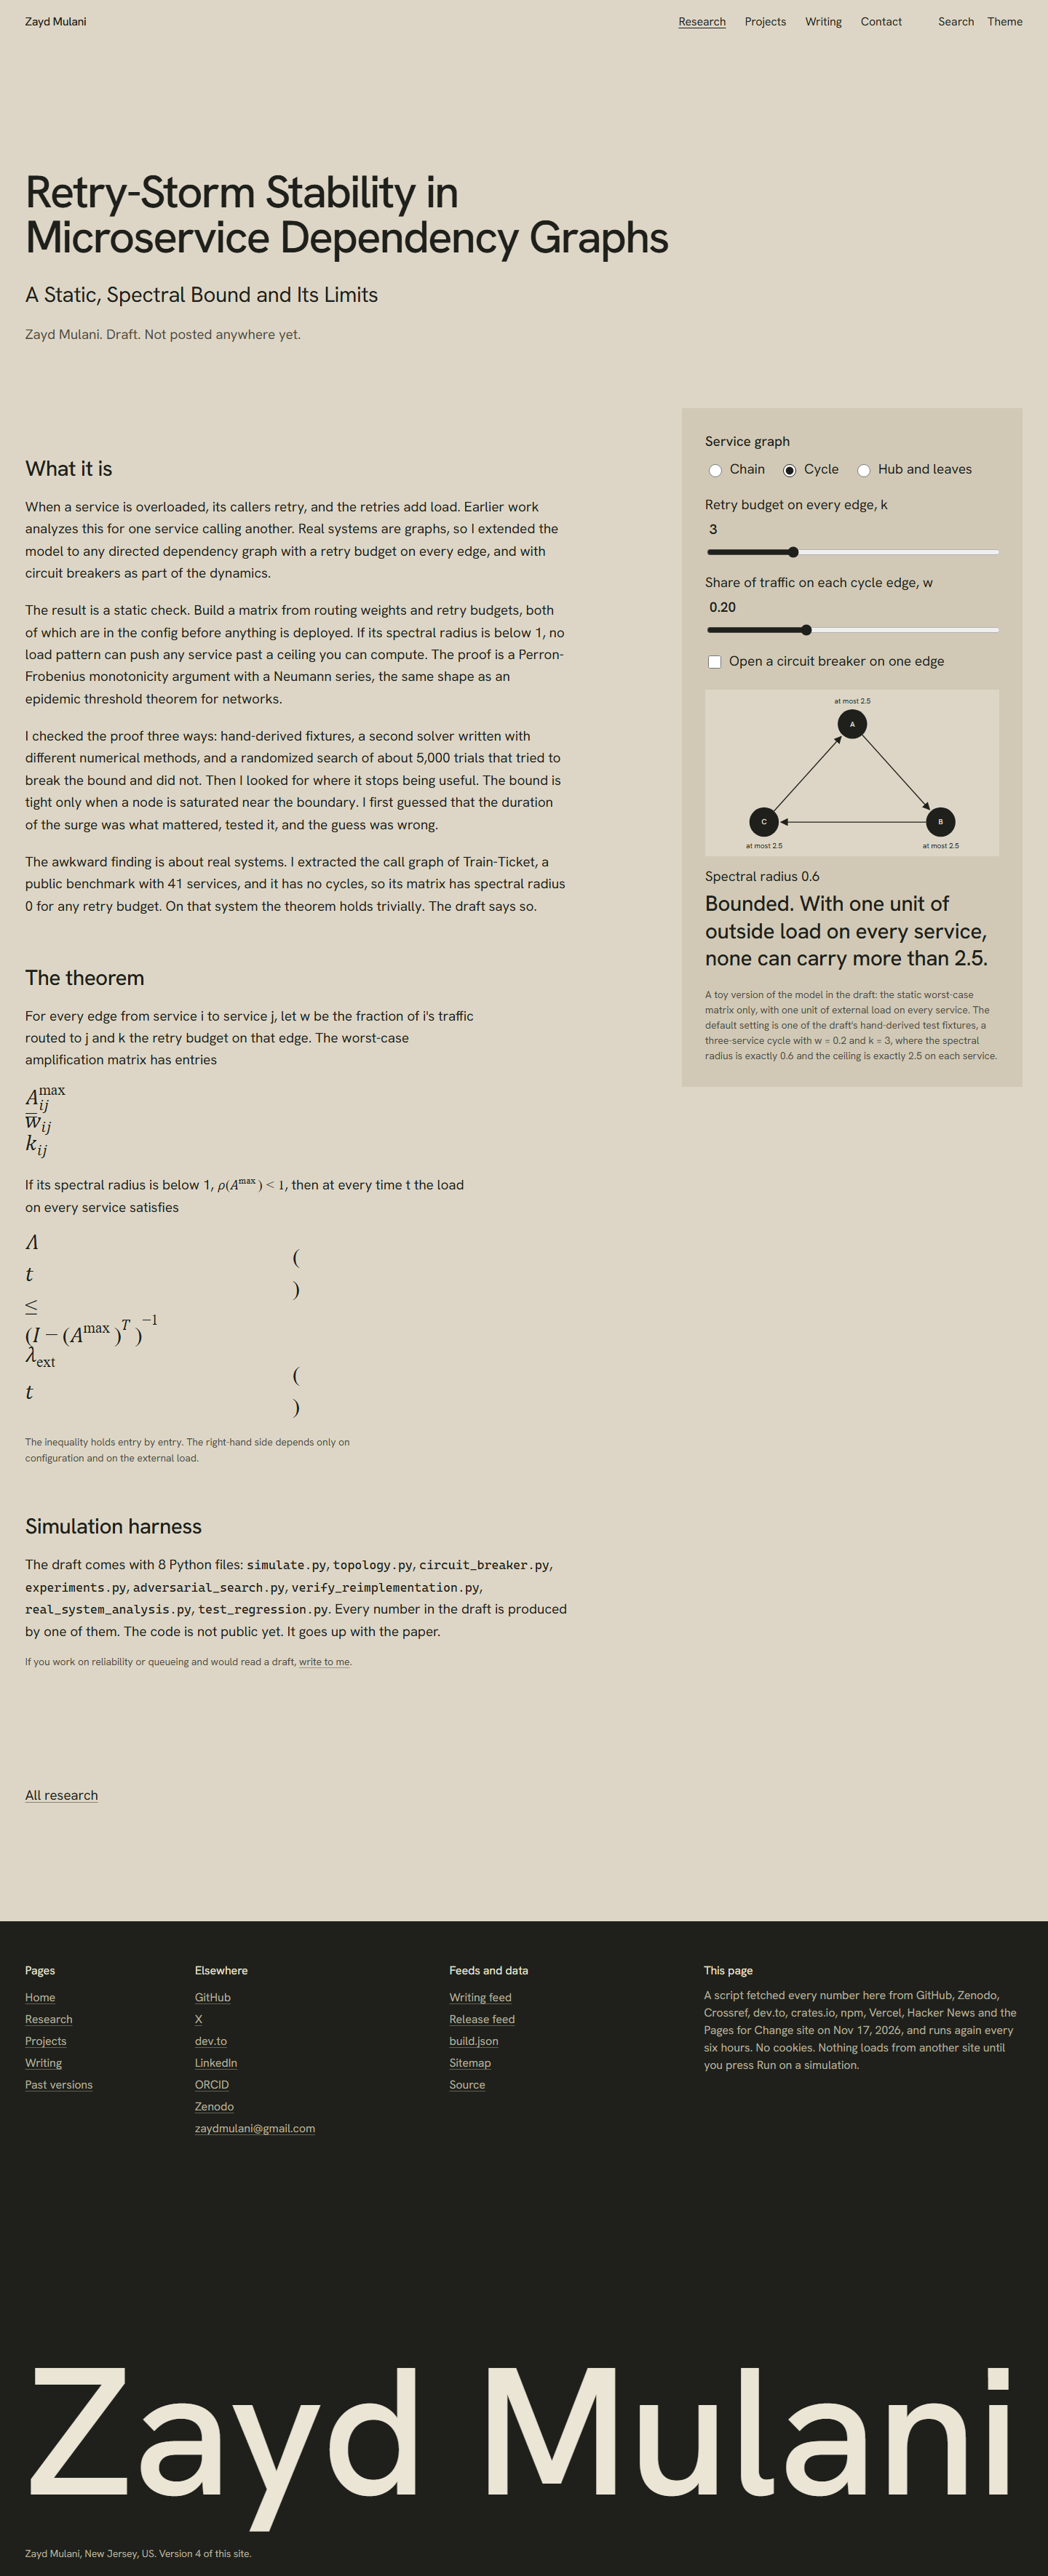 Zayd Mulani
Research Projects Writing Contact Search Theme
Retry-Storm Stability in
Microservice Dependency Graphs
A Static, Spectral Bound and Its Limits
Zayd Mulani. Draft. Not posted anywhere yet.
What it is
When a service is overloaded, its callers retry, and the retries add load. Earlier work
analyzes this for one service calling another. Real systems are graphs, so I extended the
model to any directed dependency graph with a retry budget on every edge, and with
circuit breakers as part of the dynamics.
The result is a static check. Build a matrix from routing weights and retry budgets, both
of which are in the config before anything is deployed. If its spectral radius is below 1, no
load pattern can push any service past a ceiling you can compute. The proof is a Perron-
Frobenius monotonicity argument with a Neumann series, the same shape as an
epidemic threshold theorem for networks.
I checked the proof three ways: hand-derived fixtures, a second solver written with
different numerical methods, and a randomized search of about 5,000 trials that tried to
break the bound and did not. Then I looked for where it stops being useful. The bound is
tight only when a node is saturated near the boundary. I first guessed that the duration
of the surge was what mattered, tested it, and the guess was wrong.
The awkward finding is about real systems. I extracted the call graph of Train-Ticket, a
public benchmark with 41 services, and it has no cycles, so its matrix has spectral radius
0 for any retry budget. On that system the theorem holds trivially. The draft says so.
The theorem
For every edge from service i to service j, let w be the fraction of i's traffic
routed to j and k the retry budget on that edge. The worst-case
amplification matrix has entries
A^max_ij
=
w_ij
k_ij
If its spectral radius is below 1, ρ(A^max) < 1, then at every time t the load
on every service satisfies
Λ
(
t
)
≤
(I − (A^max)^T)^−1
λ_ext
(
t
)
The inequality holds entry by entry. The right-hand side depends only on
configuration and on the external load.
Simulation harness
The draft comes with 8 Python files: simulate.py, topology.py, circuit_breaker.py,
experiments.py, adversarial_search.py, verify_reimplementation.py,
real_system_analysis.py, test_regression.py. Every number in the draft is produced
by one of them. The code is not public yet. It goes up with the paper.
If you work on reliability or queueing and would read a draft, write to me.
All research
Service graph
Chain Cycle Hub and leaves
Retry budget on every edge, k
3
Share of traffic on each cycle edge, w
0.20
Open a circuit breaker on one edge
at most 2.5
A
C
B
at most 2.5
at most 2.5
Spectral radius 0.6
Bounded. With one unit of
outside load on every service,
none can carry more than 2.5.
A toy version of the model in the draft: the static worst-case
matrix only, with one unit of external load on every service. The
default setting is one of the draft's hand-derived test fixtures, a
three-service cycle with w = 0.2 and k = 3, where the spectral
radius is exactly 0.6 and the ceiling is exactly 2.5 on each service.
Pages
Home
Research
Projects
Writing
Past versions
Elsewhere
GitHub
X
dev.to
LinkedIn
ORCID
Zenodo
zaydmulani@gmail.com
Feeds and data
Writing feed
Release feed
build.json
Sitemap
Source
This page
A script fetched every number here from GitHub, Zenodo,
Crossref, dev.to, crates.io, npm, Vercel, Hacker News and the
Pages for Change site on Nov 17, 2026, and runs again every
six hours. No cookies. Nothing loads from another site until
you press Run on a simulation.
Zayd Mulani
Zayd Mulani, New Jersey, US. Version 4 of this site.